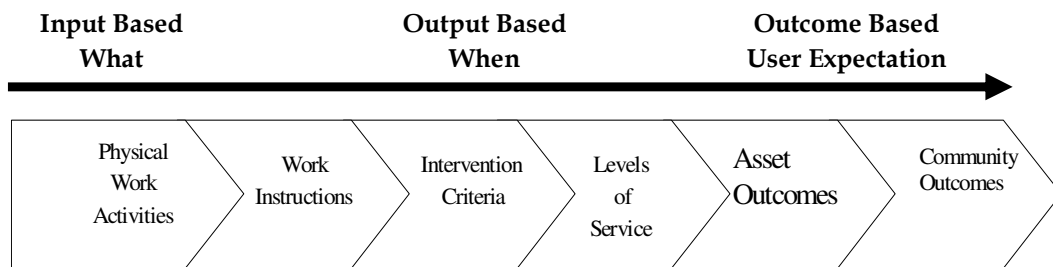 Input Based
What
Output Based
When
Outcome Based
User Expectation
Physical
Work
Activities
Work
Instructions
Intervention
Criteria
Levels
of
Service
Asset
Outcomes
Community
Outcomes